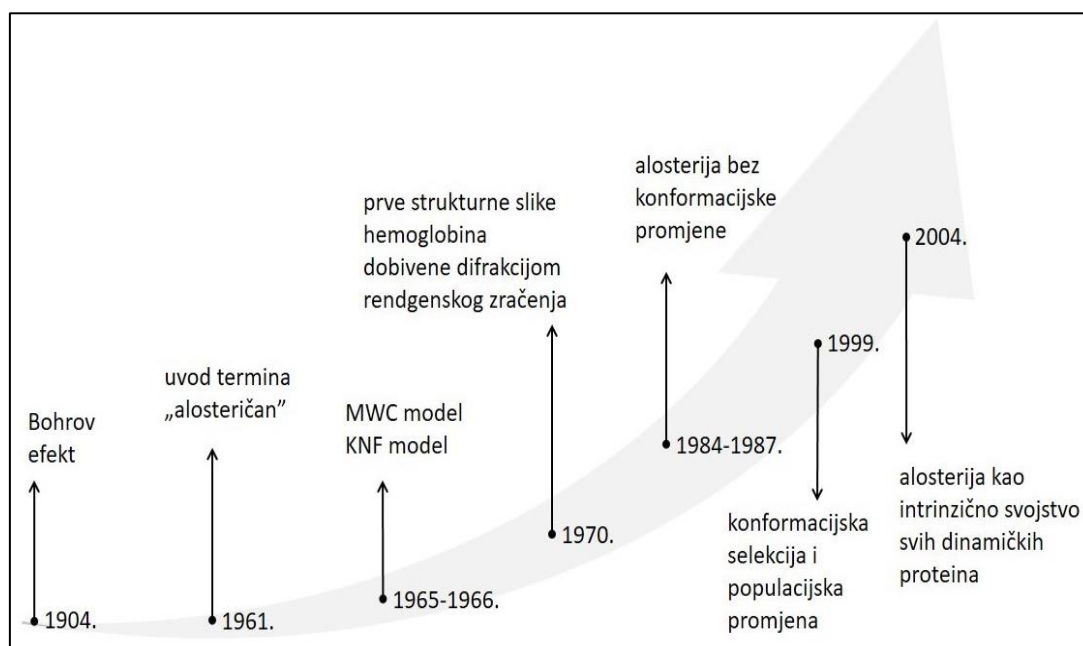 Bohrov
efekt
1904.
uvod termina
„alosteričan”
1961.
MWC model
KNF model
1965-1966.
prve strukturne slike
hemoglobina
dobivene difrakcijom
rendgenskog zračenja
1970.
alosterija bez
konformacijske
promjene
1984-1987.
1999.
konformacijska
selekcija i
populacijska
promjena
2004.
alosterija kao
intrinzično svojstvo
svih dinamičkih
proteina